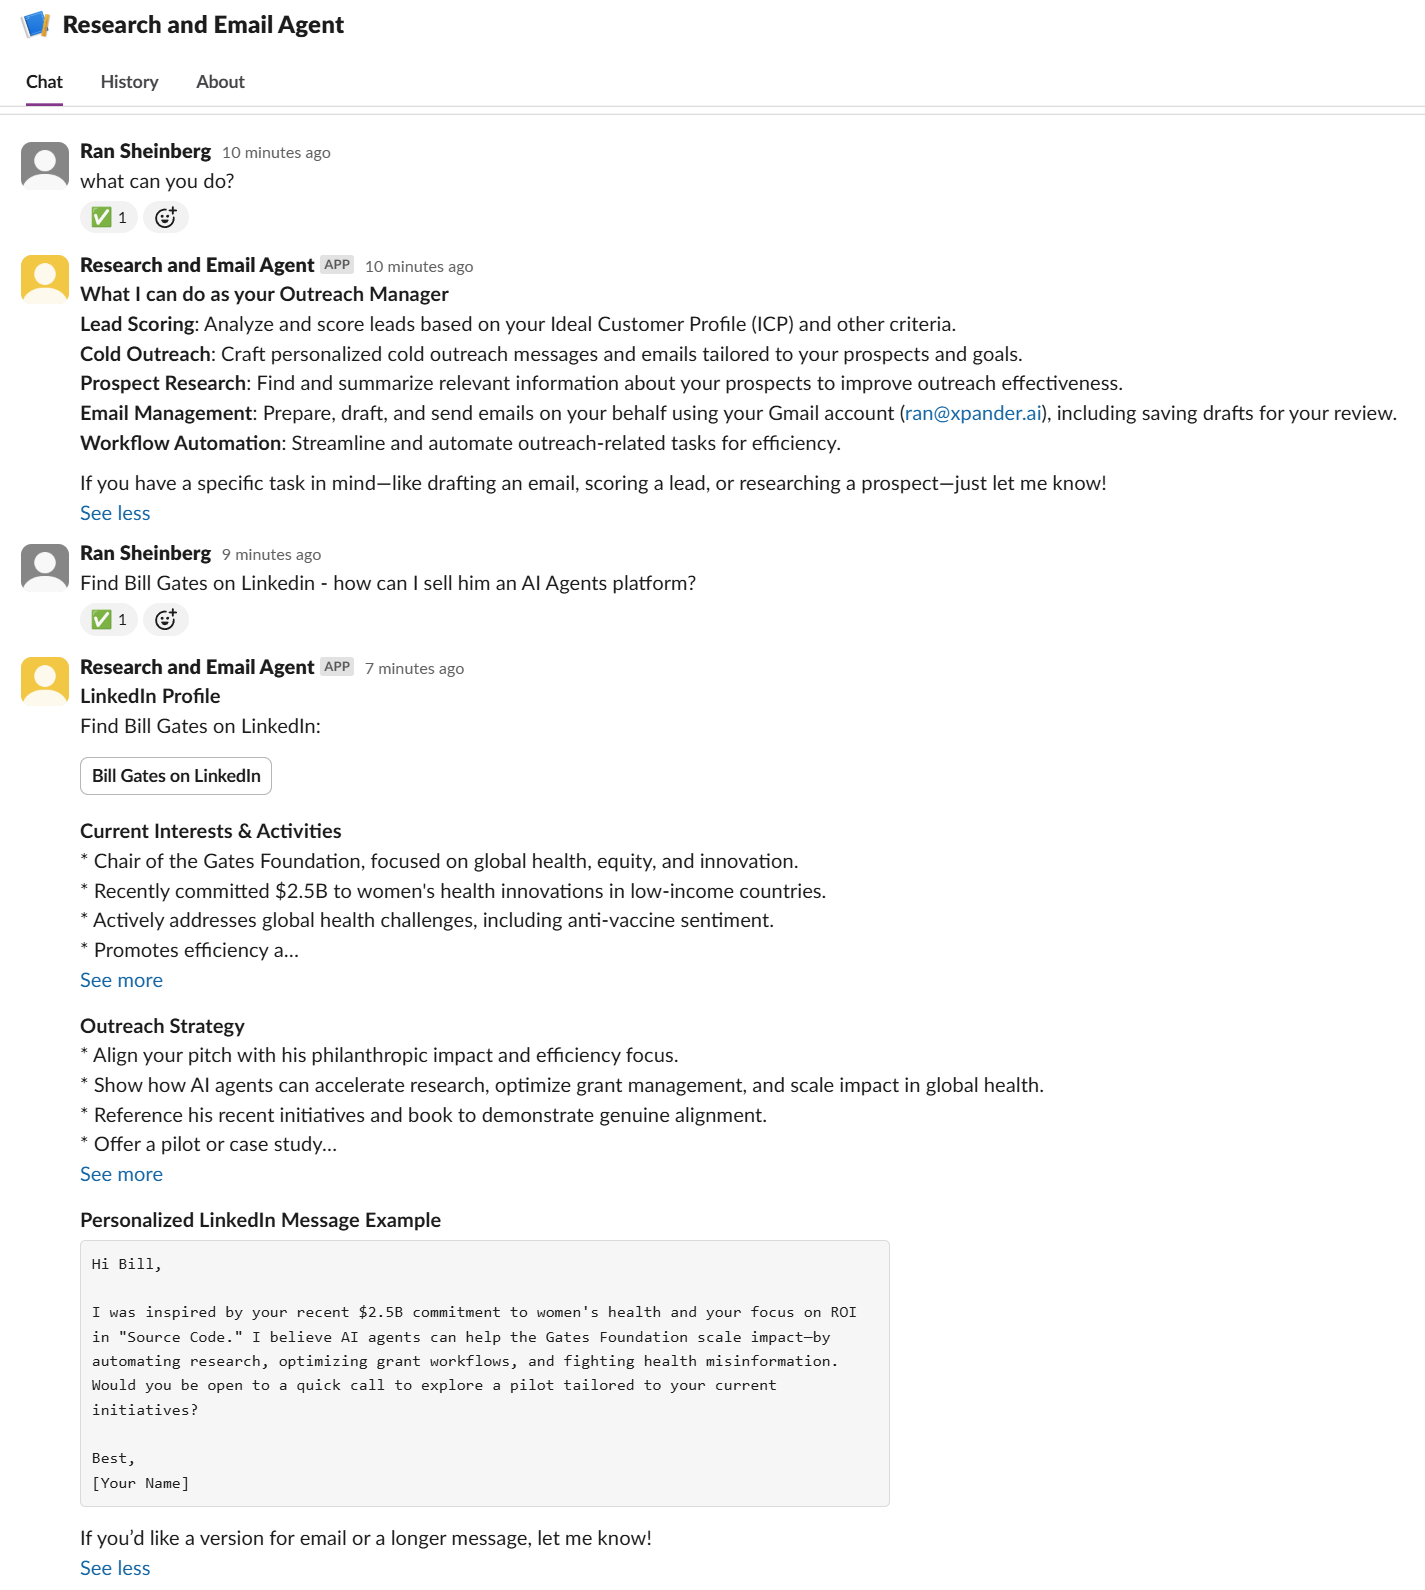 Research and Email Agent
Chat History About
Ran Sheinberg 10 minutes ago
what can you do?
✅ 1
Research and Email Agent APP 10 minutes ago
What I can do as your Outreach Manager
Lead Scoring: Analyze and score leads based on your Ideal Customer Profile (ICP) and other criteria.
Cold Outreach: Craft personalized cold outreach messages and emails tailored to your prospects and goals.
Prospect Research: Find and summarize relevant information about your prospects to improve outreach effectiveness.
Email Management: Prepare, draft, and send emails on your behalf using your Gmail account (ran@xpander.ai), including saving drafts for your review.
Workflow Automation: Streamline and automate outreach-related tasks for efficiency.
If you have a specific task in mind—like drafting an email, scoring a lead, or researching a prospect—just let me know!
See less
Ran Sheinberg 9 minutes ago
Find Bill Gates on Linkedin - how can I sell him an AI Agents platform?
✅ 1
Research and Email Agent APP 7 minutes ago
LinkedIn Profile
Find Bill Gates on LinkedIn:
Bill Gates on LinkedIn
Current Interests & Activities
* Chair of the Gates Foundation, focused on global health, equity, and innovation.
* Recently committed $2.5B to women's health innovations in low-income countries.
* Actively addresses global health challenges, including anti-vaccine sentiment.
* Promotes efficiency a...
See more
Outreach Strategy
* Align your pitch with his philanthropic impact and efficiency focus.
* Show how AI agents can accelerate research, optimize grant management, and scale impact in global health.
* Reference his recent initiatives and book to demonstrate genuine alignment.
* Offer a pilot or case study...
See more
Personalized LinkedIn Message Example
Hi Bill,
I was inspired by your recent $2.5B commitment to women's health and your focus on ROI
in "Source Code." I believe AI agents can help the Gates Foundation scale impact—by
automating research, optimizing grant workflows, and fighting health misinformation.
Would you be open to a quick call to explore a pilot tailored to your current
initiatives?
Best,
[Your Name]
If you’d like a version for email or a longer message, let me know!
See less